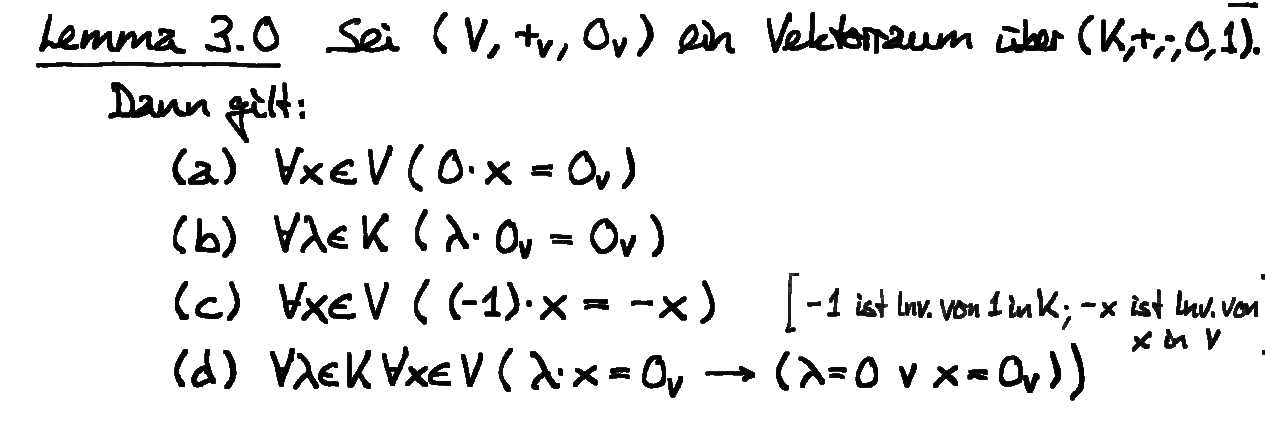 Lemma 3.0 Sei (V, +ᵥ, 0ᵥ) ein Vektorraum über (K,+,·,0,1).
Dann gilt:
(a) ∀x∈V (0·x = 0ᵥ)
(b) ∀λ∈K (λ·0ᵥ = 0ᵥ)
(c) ∀x∈V ((-1)·x = -x) [-1 ist Inv. von 1 in K; -x ist Inv. von
x in V]
(d) ∀λ∈K ∀x∈V (λ·x = 0ᵥ → (λ=0 ∨ x=0ᵥ))